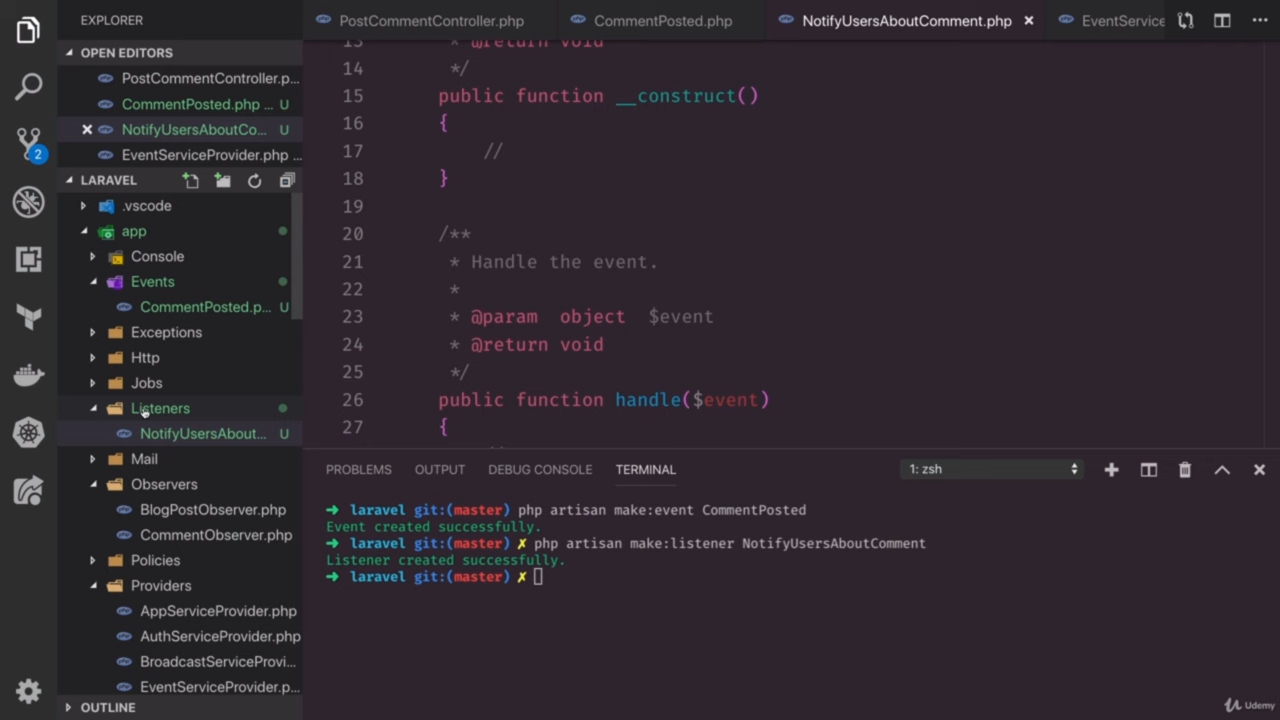 EXPLORER
OPEN EDITORS
PostCommentController.p...
CommentPosted.php ... U
NotifyUsersAboutCo... U
EventServiceProvider.php ...
2
LARAVEL
.vscode
app
Console
Events
CommentPosted.p... U
Exceptions
Http
Jobs
Listeners
NotifyUsersAbout... U
Mail
Observers
BlogPostObserver.php
CommentObserver.php
Policies
Providers
AppServiceProvider.php
AuthServiceProvider.php
BroadcastServiceProvi...
EventServiceProvider.p...
OUTLINE
PostCommentController.php CommentPosted.php NotifyUsersAboutComment.php EventService
13 * @return void
14 */
15 public function __construct()
16 {
17 //
18 }
19
20 /**
21 * Handle the event.
22 *
23 * @param  object  $event
24 * @return void
25 */
26 public function handle($event)
27 {
PROBLEMS OUTPUT DEBUG CONSOLE TERMINAL 1: zsh
➜ laravel git:(master) php artisan make:event CommentPosted
Event created successfully.
➜ laravel git:(master) ✗ php artisan make:listener NotifyUsersAboutComment
Listener created successfully.
➜ laravel git:(master) ✗
Udemy